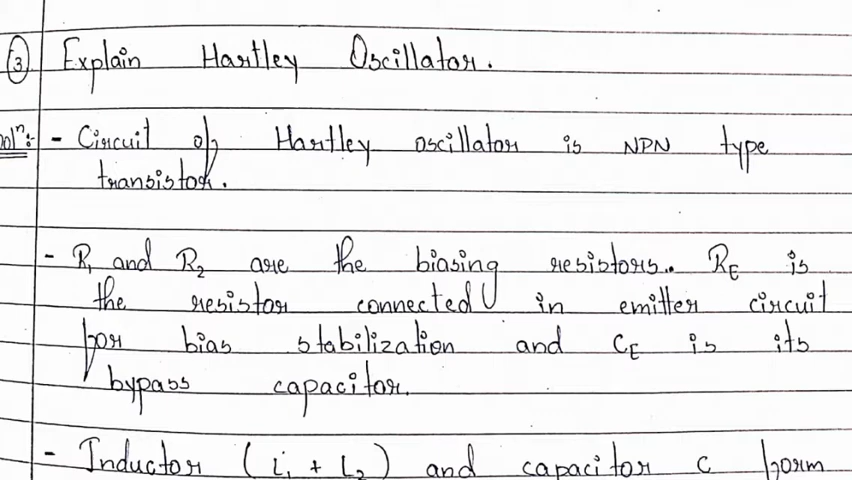 3 Explain Hartley Oscillator.
Solⁿ: - Circuit of Hartley oscillator is NPN type
transistor.
- R₁ and R₂ are the biasing resistors. R_E is
the resistor connected in emitter circuit
for bias stabilization and C_E is its
bypass capacitor.
- Inductor (L₁ + L₂) and capacitor C form